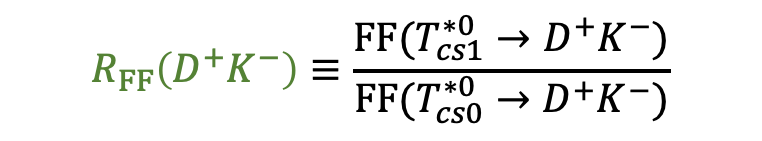 R_FF(D⁺K⁻) ≡ FF(T*⁰_cs1 → D⁺K⁻)
FF(T*⁰_cs0 → D⁺K⁻)